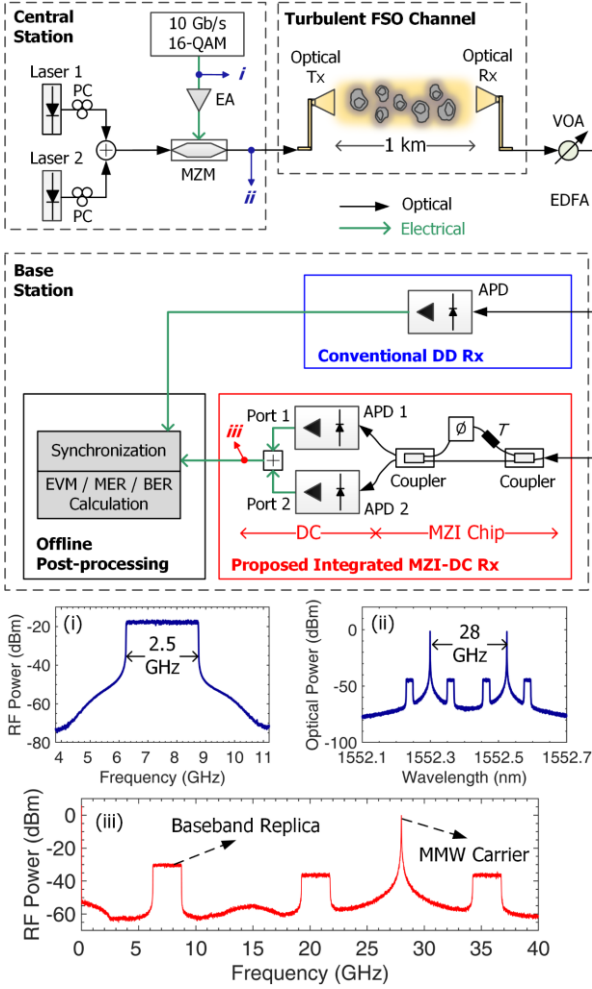 Central
Station
10 Gb/s
16-QAM
i
EA
Laser 1
PC
Laser 2
PC
MZM
ii
Turbulent FSO Channel
Optical
Tx
Optical
Rx
1 km
VOA
EDFA
Optical
Electrical
Base
Station
APD
Conventional DD Rx
Synchronization
EVM / MER / BER
Calculation
Offline
Post-processing
iii
Port 1
Port 2
APD 1
APD 2
Ø
T
Coupler
Coupler
DC
MZI Chip
Proposed Integrated MZI-DC Rx
(i)
2.5
GHz
RF Power (dBm)
0
-20
-40
-60
-80
4 5 6 7 8 9 10 11
Frequency (GHz)
(ii)
28
GHz
Optical Power (dBm)
0
-50
-100
1552.1 1552.3 1552.5 1552.7
Wavelength (nm)
(iii)
Baseband Replica
MMW Carrier
RF Power (dBm)
0
-20
-40
-60
0 5 10 15 20 25 30 35 40
Frequency (GHz)